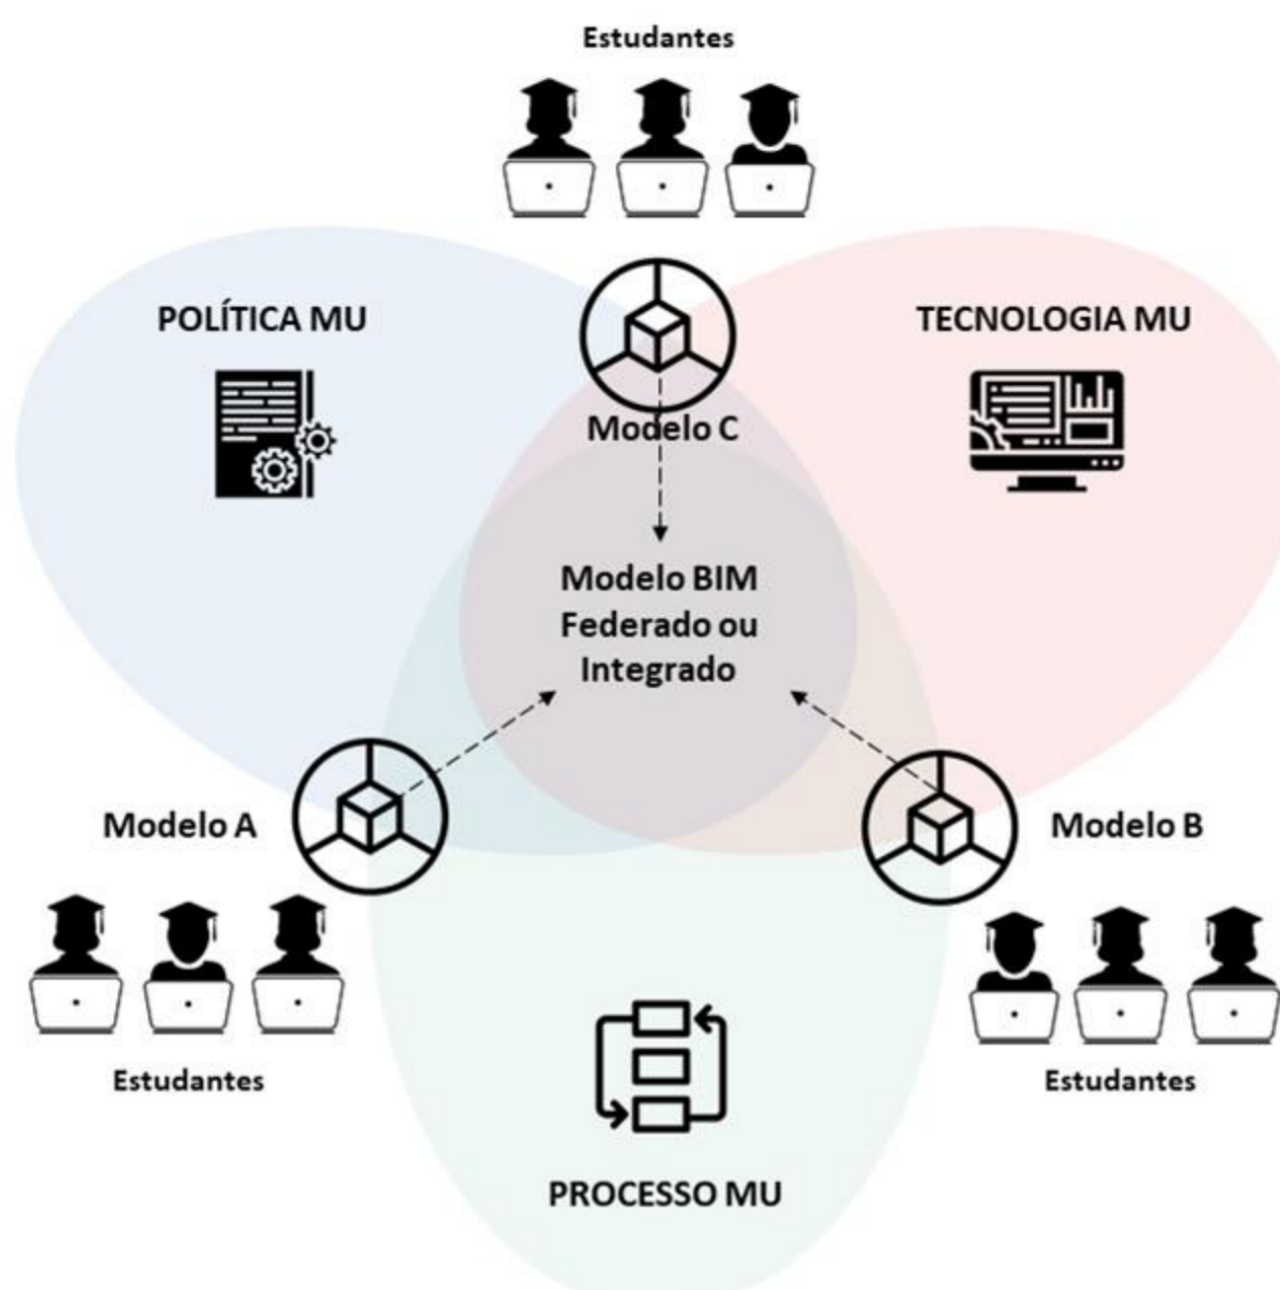 Estudantes
POLÍTICA MU
TECNOLOGIA MU
Modelo C
Modelo BIM
Federado ou
Integrado
Modelo A
Modelo B
Estudantes
Estudantes
PROCESSO MU